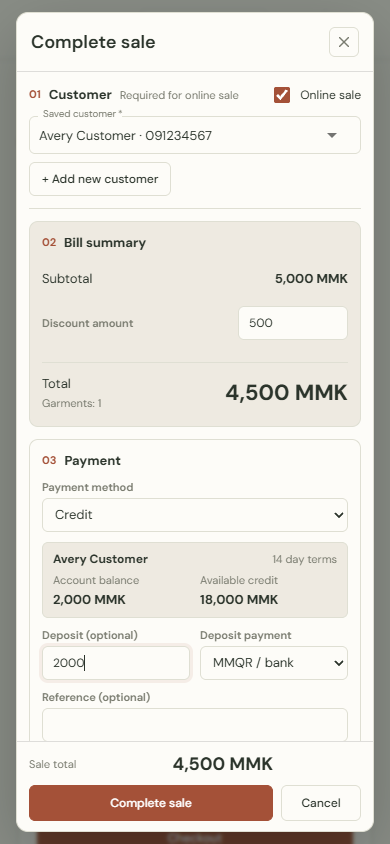 Complete sale
01 Customer Required for online sale Online sale
Saved customer *
Avery Customer · 091234567
+ Add new customer
02 Bill summary
Subtotal 5,000 MMK
Discount amount 500
Total 4,500 MMK
Garments: 1
03 Payment
Payment method
Credit
Avery Customer 14 day terms
Account balance Available credit
2,000 MMK 18,000 MMK
Deposit (optional) Deposit payment
2000 MMQR / bank
Reference (optional)
Sale total 4,500 MMK
Complete sale Cancel
Checkout